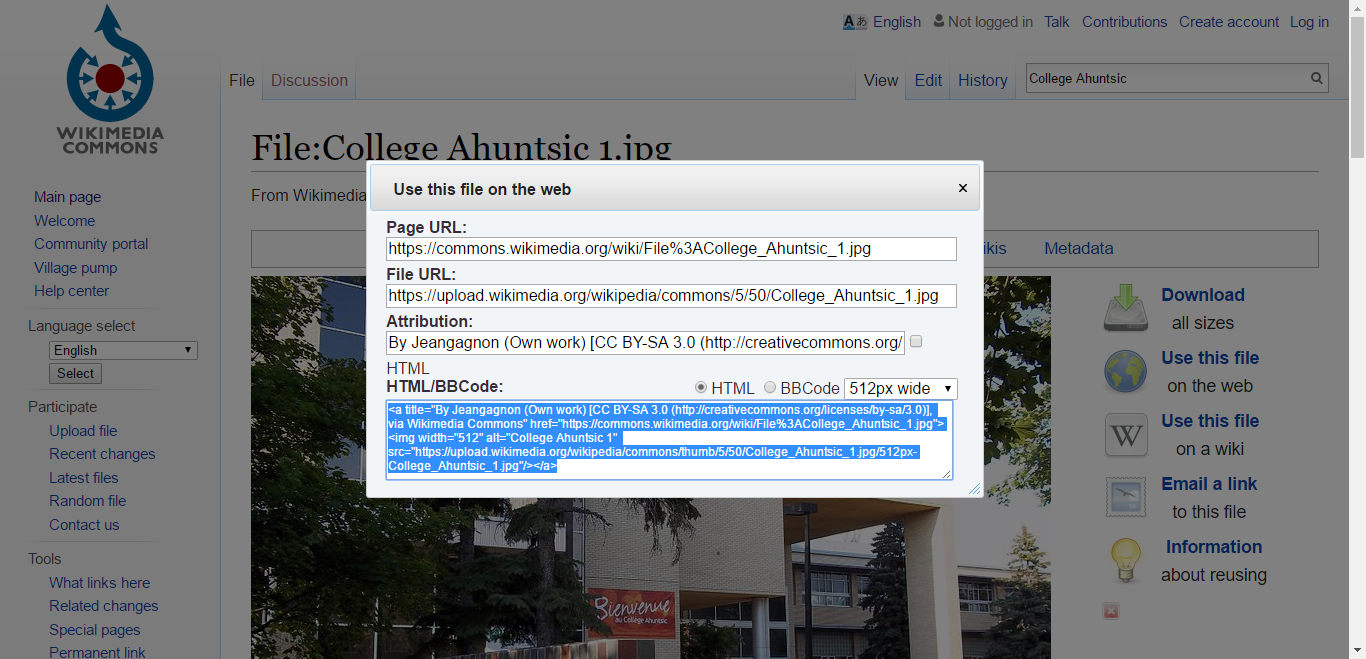 English Not logged in Talk Contributions Create account Log in
WIKIMEDIA
COMMONS
File Discussion View Edit History College Ahuntsic
File:College Ahuntsic 1.jpg
From Wikimedia
Main page
Welcome
Community portal
Village pump
Help center
Language select
English
Select
Participate
Upload file
Recent changes
Latest files
Random file
Contact us
Tools
What links here
Related changes
Special pages
Permanent link
Use this file on the web
Page URL:
https://commons.wikimedia.org/wiki/File%3ACollege_Ahuntsic_1.jpg
File URL:
https://upload.wikimedia.org/wikipedia/commons/5/50/College_Ahuntsic_1.jpg
Attribution:
By Jeangagnon (Own work) [CC BY-SA 3.0 (http://creativecommons.org/
HTML
HTML/BBCode: HTML BBCode 512px wide
<a title="By Jeangagnon (Own work) [CC BY-SA 3.0 (http://creativecommons.org/licenses/by-sa/3.0)],
via Wikimedia Commons" href="https://commons.wikimedia.org/wiki/File%3ACollege_Ahuntsic_1.jpg">
<img width="512" alt="College Ahuntsic 1"
src="https://upload.wikimedia.org/wikipedia/commons/thumb/5/50/College_Ahuntsic_1.jpg/512px-
College_Ahuntsic_1.jpg"/></a>
Metadata
Download
all sizes
Use this file
on the web
Use this file
on a wiki
Email a link
to this file
Information
about reusing
Bienvenue
au Collège Ahuntsic